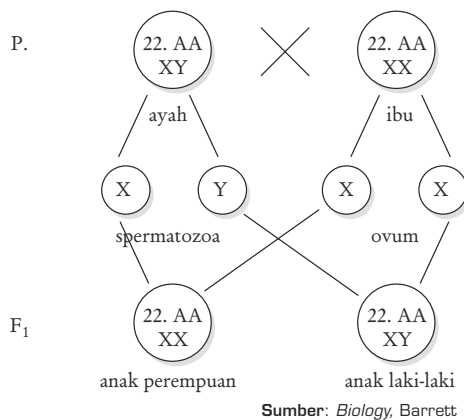 P.
22. AA
XY
22. AA
XX
ayah
ibu
X
Y
X
X
spermatozoa
ovum
F1
22. AA
XX
22. AA
XY
anak perempuan
anak laki-laki
Sumber: Biology, Barrett